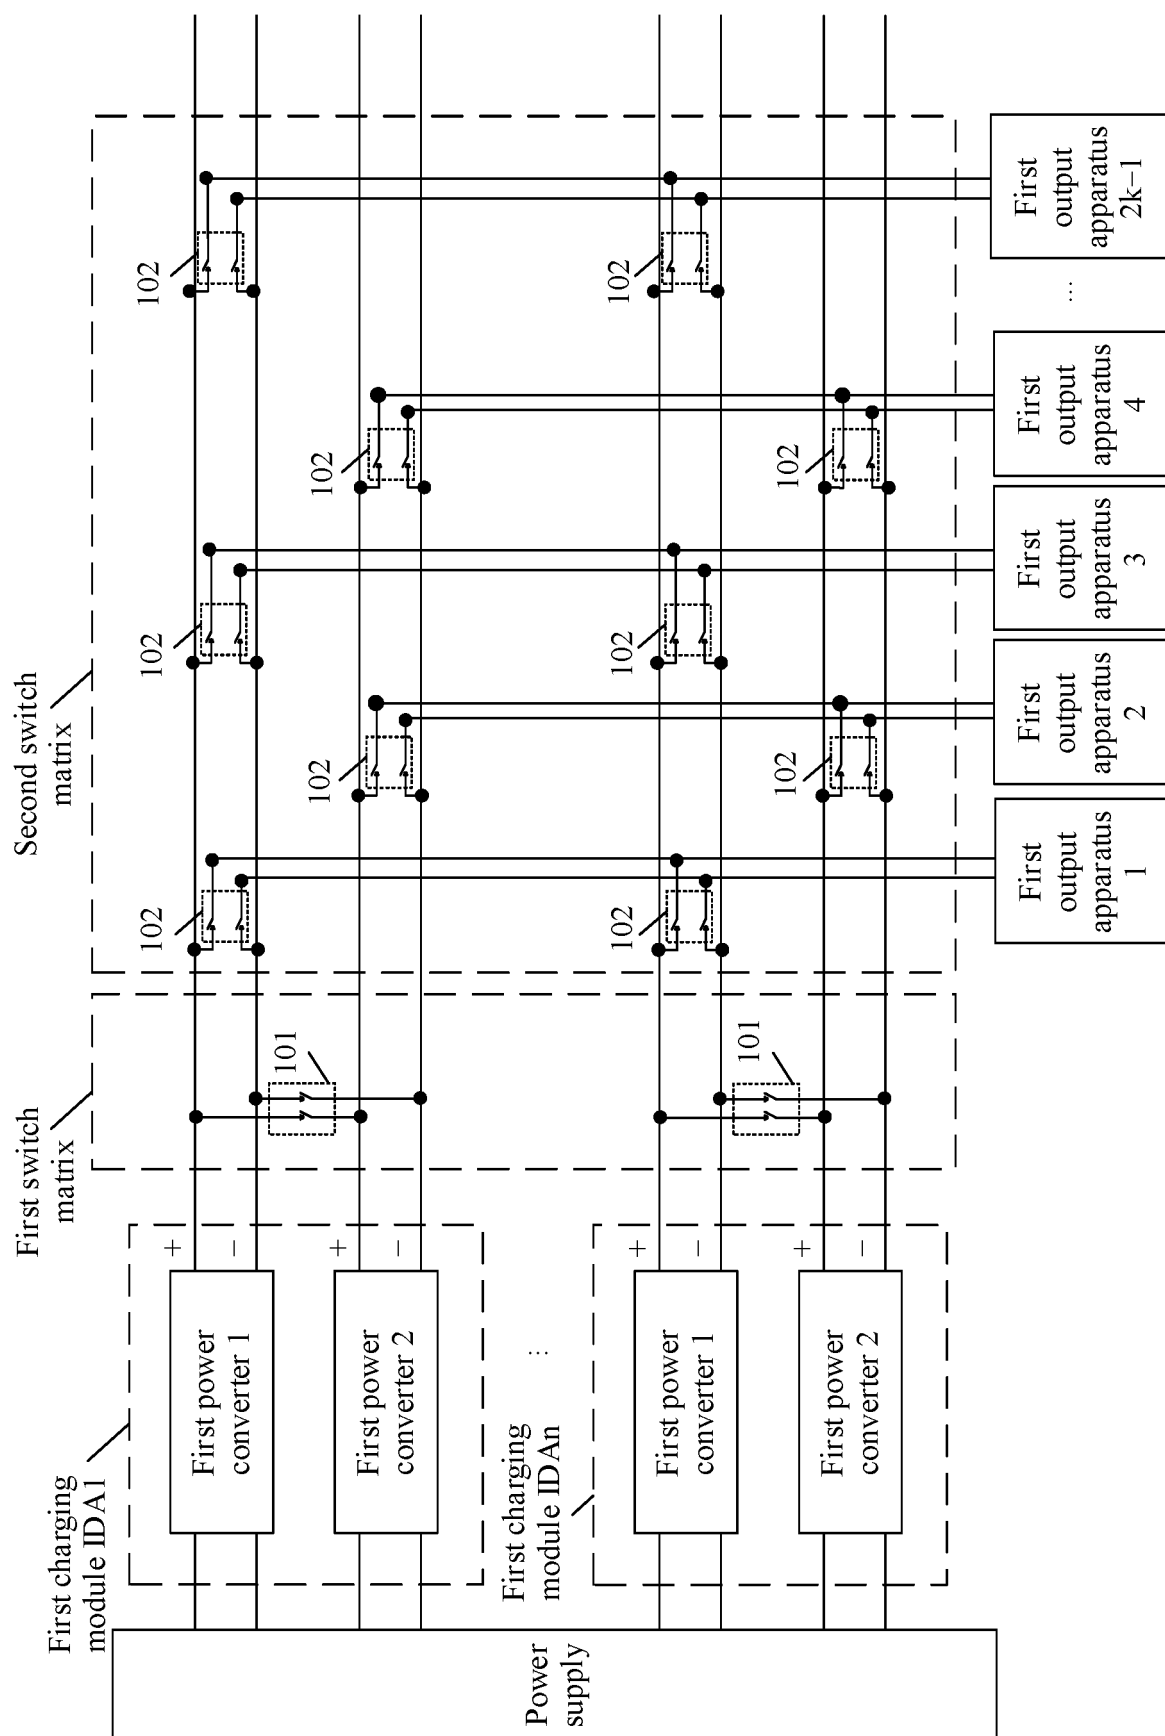 Power
supply
First charging
module IDA1
First power
converter 1
+
−
First power
converter 2
+
−
...
First charging
module IDAn
First power
converter 1
+
−
First power
converter 2
+
−
First switch
matrix
101
101
Second switch
matrix
102
102
102
102
102
102
102
102
102
102
First
output
apparatus
1
First
output
apparatus
2
First
output
apparatus
3
First
output
apparatus
4
...
First
output
apparatus
2k−1